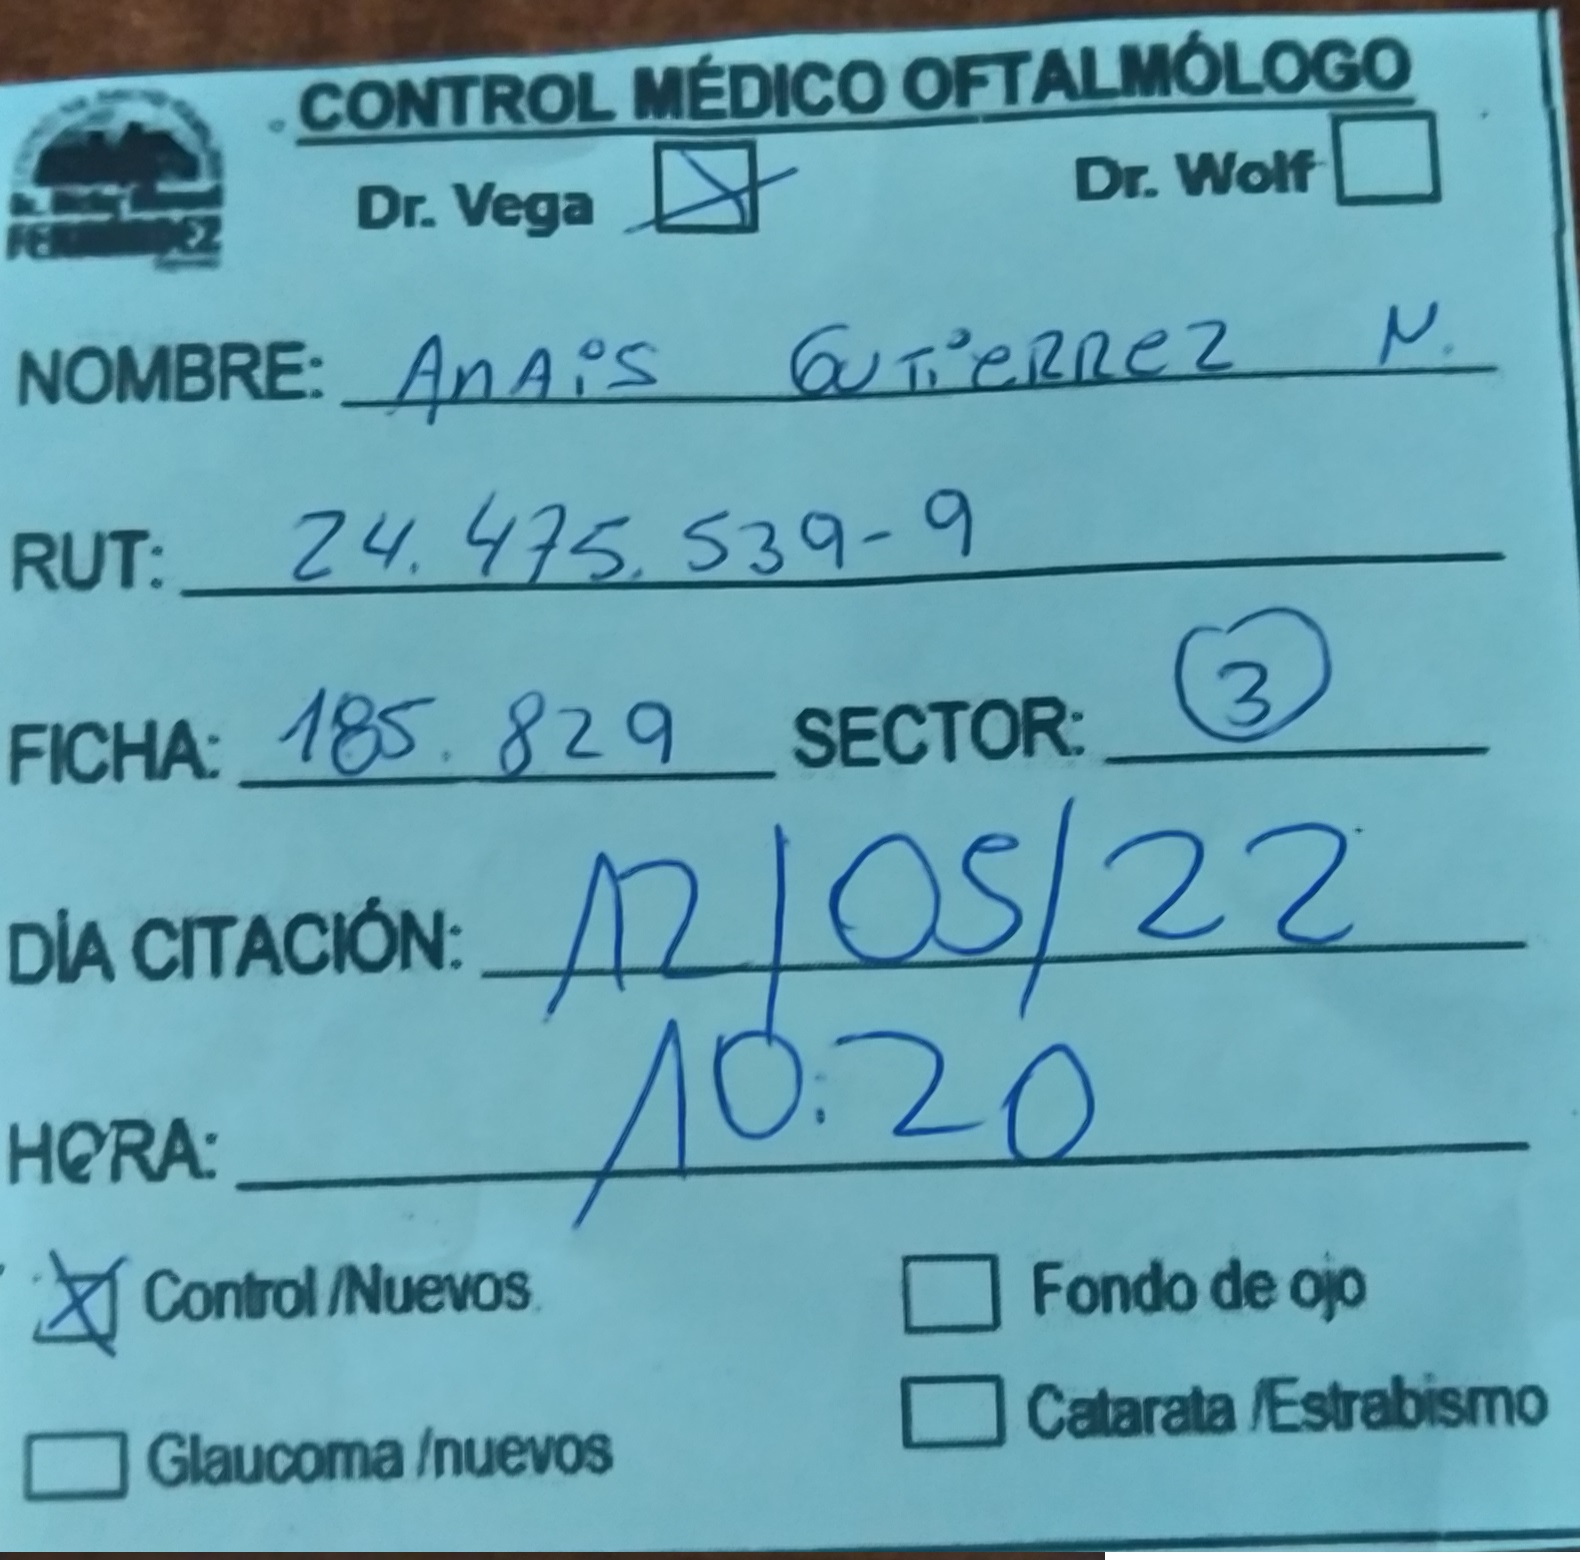 CONTROL MÉDICO OFTALMÓLOGO
Dr. Vega Dr. Wolf
FERNANDEZ
NOMBRE: ANAiS GUTiERREZ N.
RUT: 24.475.539-9
FICHA: 185.829 SECTOR: 3
DÍA CITACIÓN: 12/05/22
HORA: 10:20
Control /Nuevos Fondo de ojo
Glaucoma /nuevos Catarata /Estrabismo